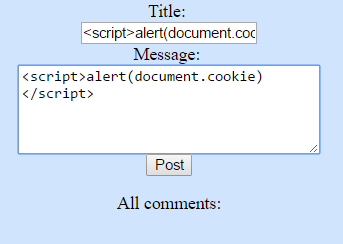 Title:
<script>alert(document.coo
Message:
<script>alert(document.cookie)
</script>
Post
All comments: